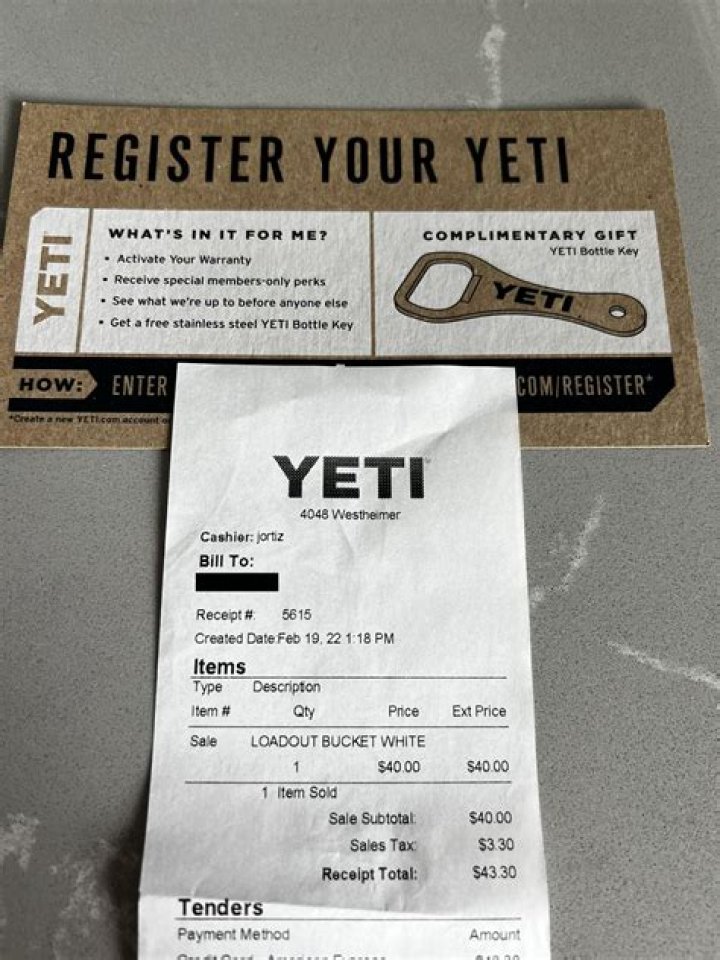 REGISTER YOUR YETI
YETI
WHAT'S IN IT FOR ME?
• Activate Your Warranty
• Receive special members-only perks
• See what we're up to before anyone else
• Get a free stainless steel YETI Bottle Key
COMPLIMENTARY GIFT
YETI Bottle Key
YETI
HOW: ENTER
COM/REGISTER*
*Create a new YETI.com account
YETI
4048 Westheimer
Cashier: jortiz
Bill To:
Receipt #: 5615
Created Date:Feb 19, 22 1:18 PM
Items
Type Description
Item # Qty Price Ext Price
Sale LOADOUT BUCKET WHITE
1 $40.00 $40.00
1 Item Sold
Sale Subtotal: $40.00
Sales Tax: $3.30
Receipt Total: $43.30
Tenders
Payment Method Amount